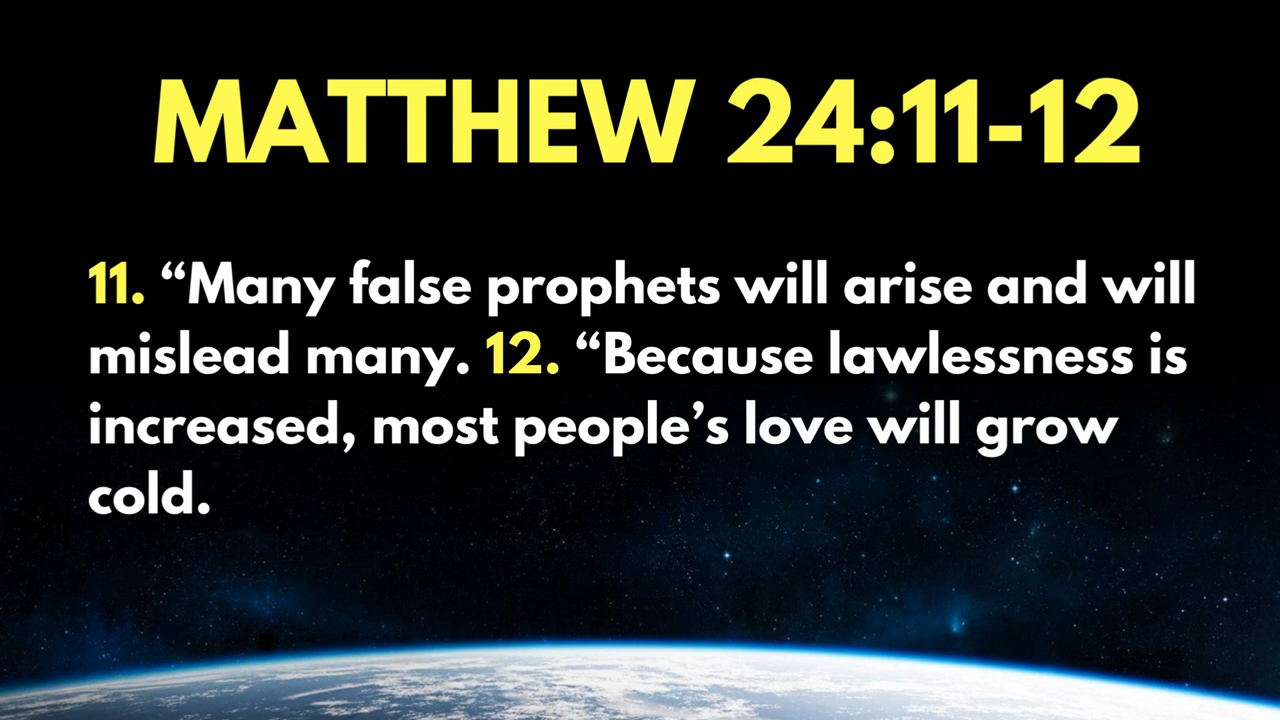 MATTHEW 24:11-12
11. “Many false prophets will arise and will
mislead many. 12. “Because lawlessness is
increased, most people’s love will grow
cold.